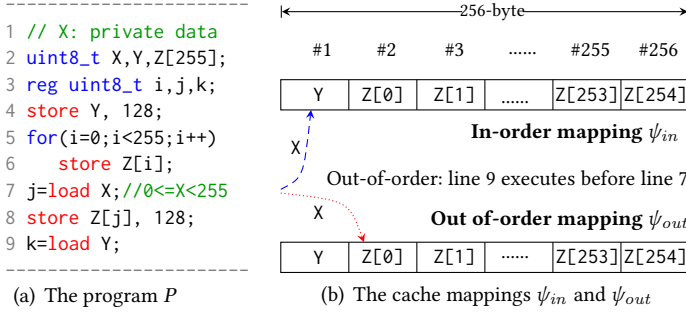 1 // X: private data
2 uint8_t X,Y,Z[255];
3 reg uint8_t i,j,k;
4 store Y, 128;
5 for(i=0;i<255;i++)
6    store Z[i];
7 j=load X;//0<=X<255
8 store Z[j], 128;
9 k=load Y;
(a) The program P
256-byte
#1 #2 #3 ...... #255 #256
Y Z[0] Z[1] ...... Z[253] Z[254]
In-order mapping ψin
X
Out-of-order: line 9 executes before line 7
X
Out of-order mapping ψout
Y Z[0] Z[1] ...... Z[253] Z[254]
(b) The cache mappings ψin and ψout